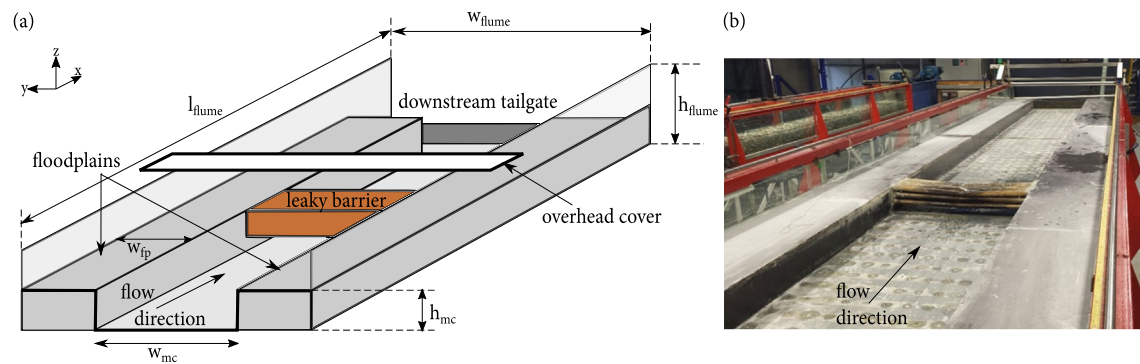 (a)
w_flume
(b)
z
x
y
l_flume
downstream tailgate
h_flume
floodplains
leaky barrier
overhead cover
w_fp
flow
direction
h_mc
w_mc
flow
direction